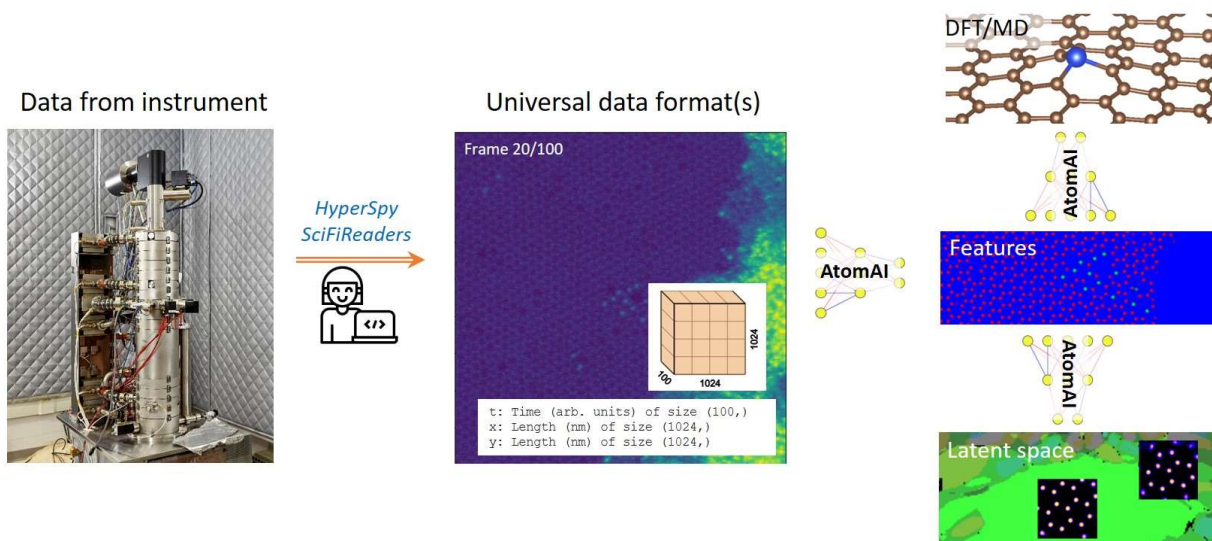 Data from instrument
HyperSpy
SciFiReaders
</>
Universal data format(s)
Frame 20/100
100
1024
1024
t: Time (arb. units) of size (100,)
x: Length (nm) of size (1024,)
y: Length (nm) of size (1024,)
AtomAI
DFT/MD
AtomAI
Features
AtomAI
Latent space